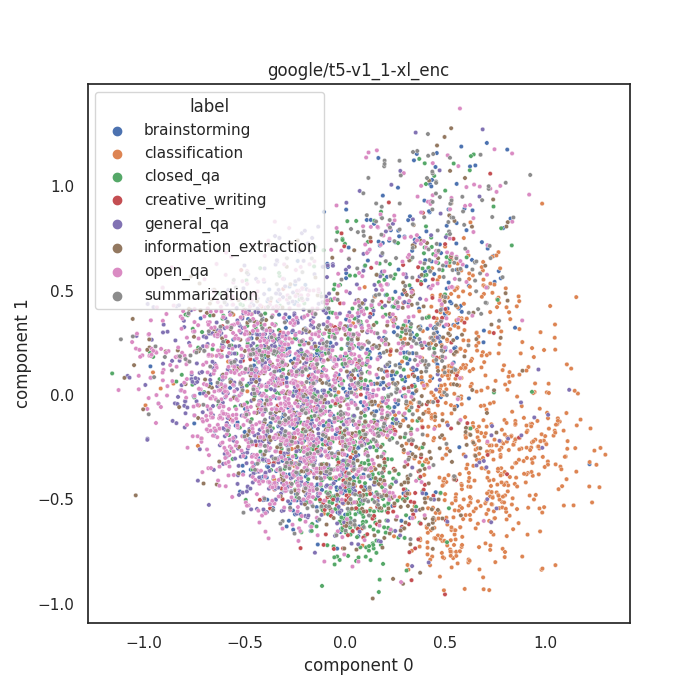 google/t5-v1_1-xl_enc
label
brainstorming
classification
closed_qa
creative_writing
general_qa
information_extraction
open_qa
summarization
component 1
1.0
0.5
0.0
−0.5
−1.0
−1.0
−0.5
0.0
0.5
1.0
component 0